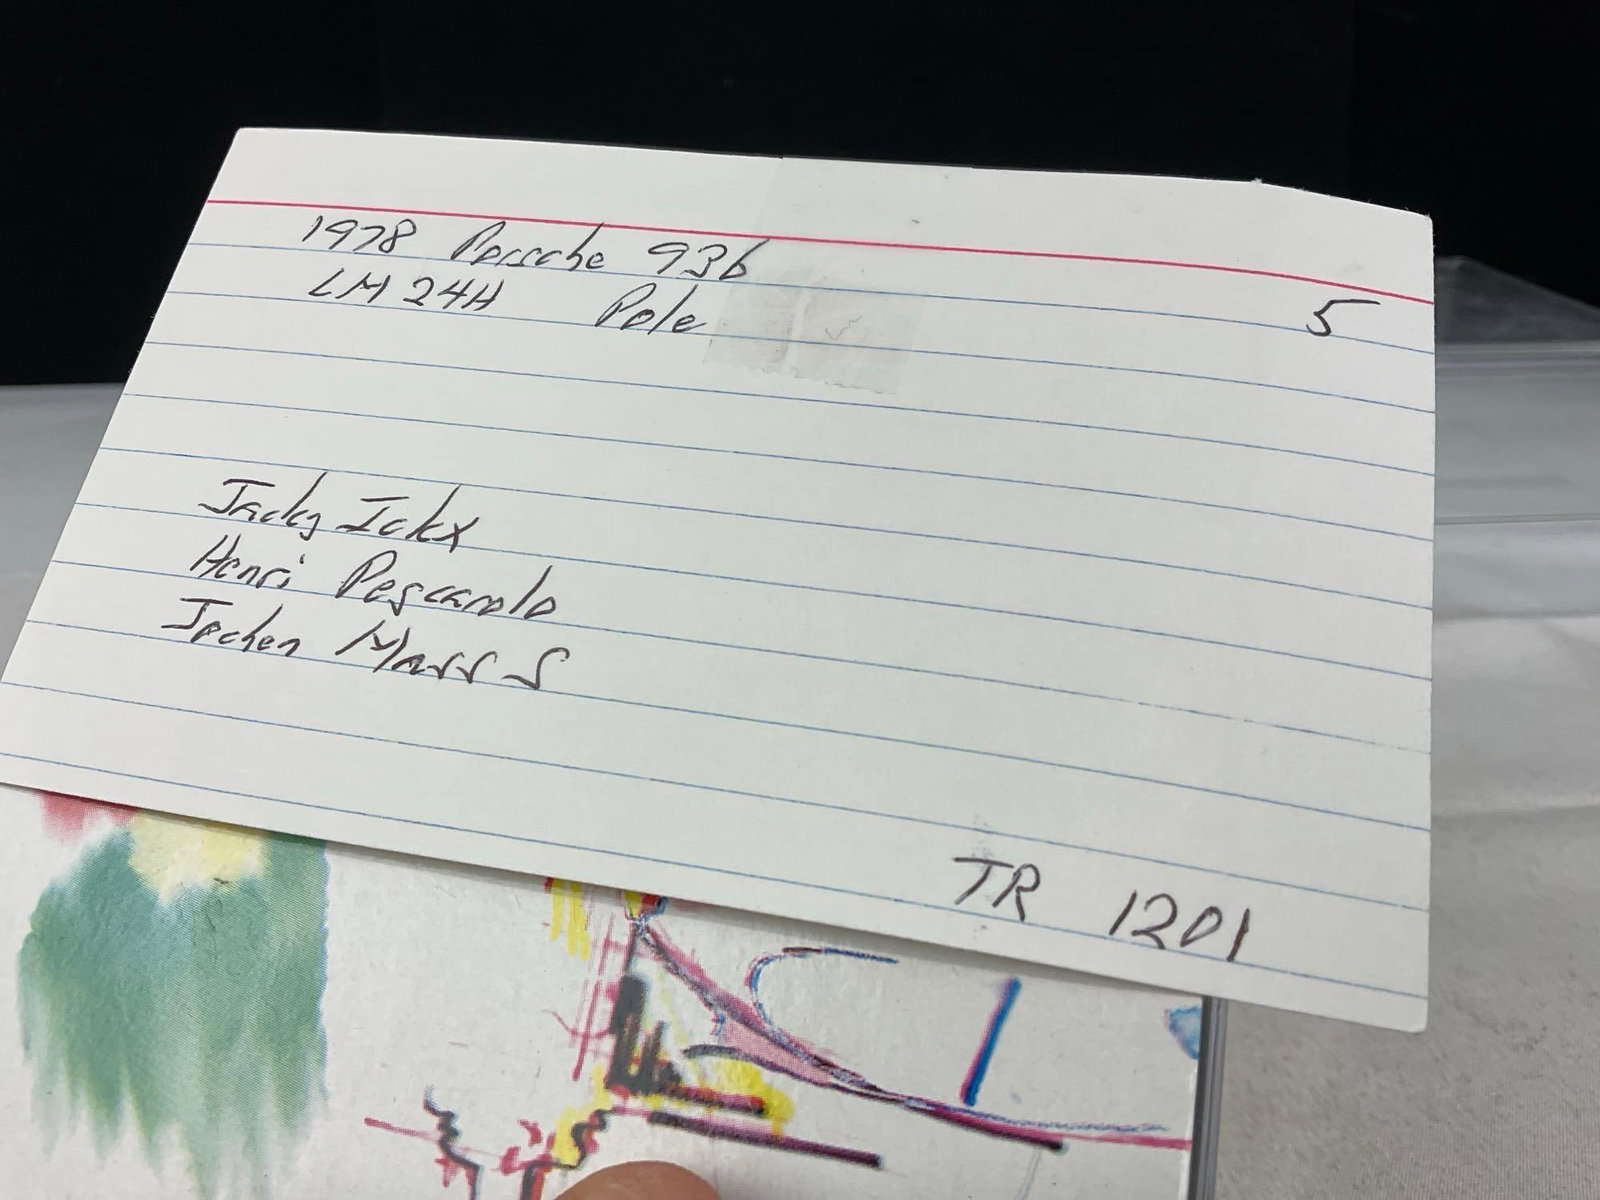 1978 Porsche 936
LM 24H Pole
5
Jacky Ickx
Henri Pescarolo
Jochen Mass S
TR 1201